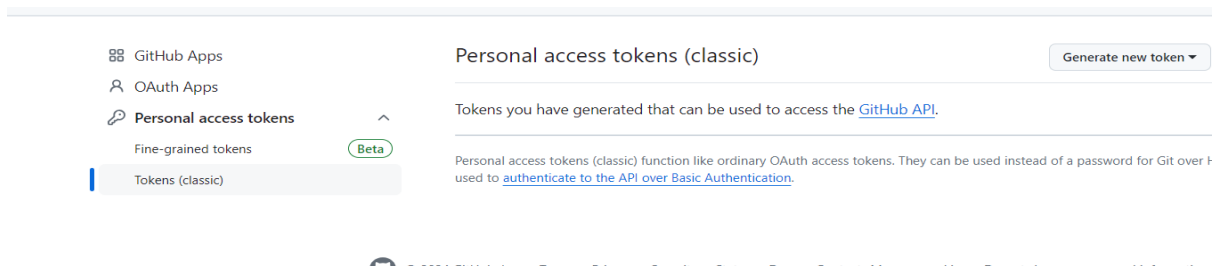 GitHub Apps
OAuth Apps
Personal access tokens
Fine-grained tokens Beta
Tokens (classic)
Personal access tokens (classic)
Generate new token
Tokens you have generated that can be used to access the GitHub API.
Personal access tokens (classic) function like ordinary OAuth access tokens. They can be used instead of a password for Git over
used to authenticate to the API over Basic Authentication.